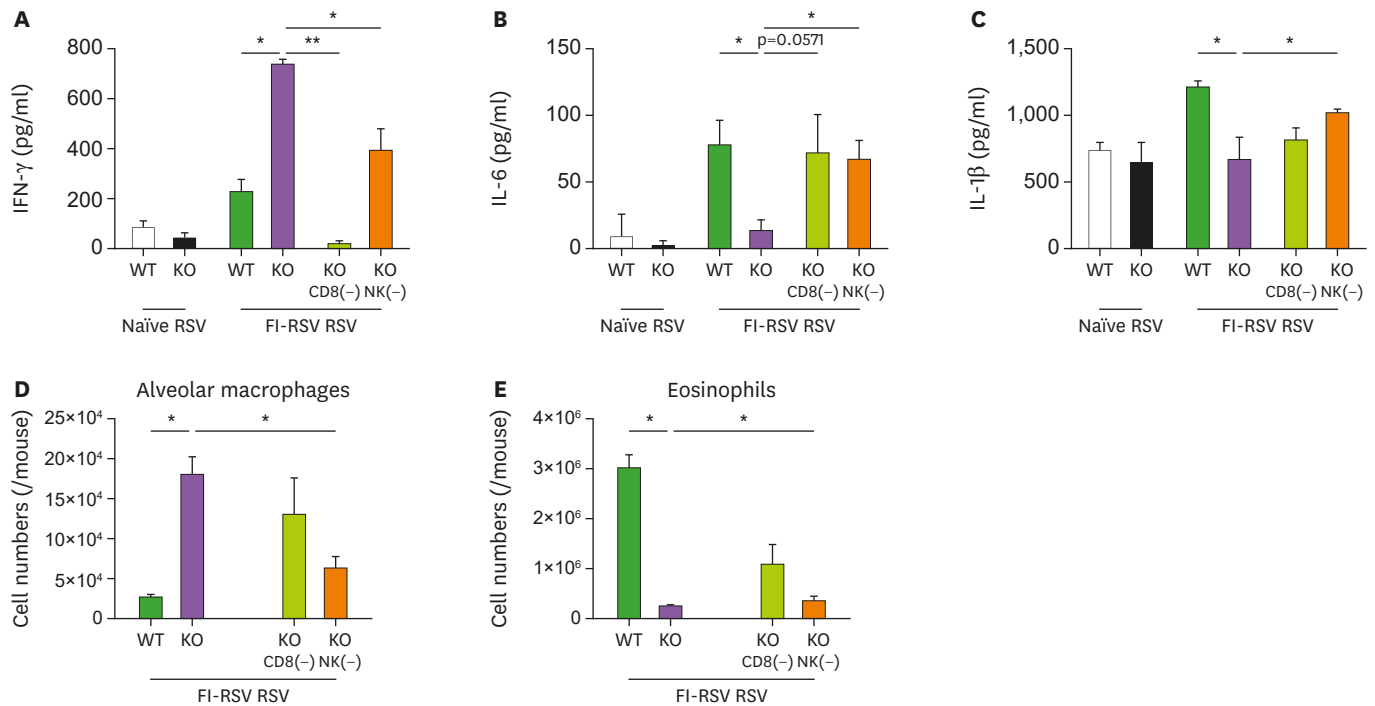 A
IFN-γ (pg/ml)
800
600
400
200
0
*
* **
WT KO WT KO KO KO
CD8(−) NK(−)
Naïve RSV FI-RSV RSV
B
IL-6 (pg/ml)
150
100
50
0
*
* p=0.0571
WT KO WT KO KO KO
CD8(−) NK(−)
Naïve RSV FI-RSV RSV
C
IL-1β (pg/ml)
1,500
1,000
500
0
* *
WT KO WT KO KO KO
CD8(−) NK(−)
Naïve RSV FI-RSV RSV
D Alveolar macrophages
Cell numbers (/mouse)
25×10⁴
20×10⁴
15×10⁴
10×10⁴
5×10⁴
0
* *
WT KO KO KO
CD8(−) NK(−)
FI-RSV RSV
E Eosinophils
Cell numbers (/mouse)
4×10⁶
3×10⁶
2×10⁶
1×10⁶
0
* *
WT KO KO KO
CD8(−) NK(−)
FI-RSV RSV